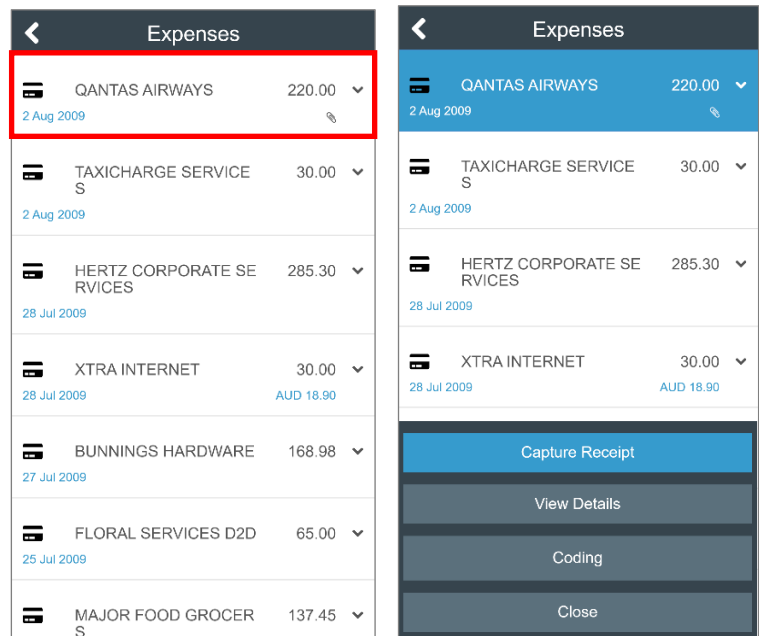 Expenses
QANTAS AIRWAYS 220.00
2 Aug 2009
TAXICHARGE SERVICE 30.00
S
2 Aug 2009
HERTZ CORPORATE SE 285.30
RVICES
28 Jul 2009
XTRA INTERNET 30.00
28 Jul 2009 AUD 18.90
BUNNINGS HARDWARE 168.98
27 Jul 2009
FLORAL SERVICES D2D 65.00
25 Jul 2009
MAJOR FOOD GROCER 137.45
S
Expenses
QANTAS AIRWAYS 220.00
2 Aug 2009
TAXICHARGE SERVICE 30.00
S
2 Aug 2009
HERTZ CORPORATE SE 285.30
RVICES
28 Jul 2009
XTRA INTERNET 30.00
28 Jul 2009 AUD 18.90
Capture Receipt
View Details
Coding
Close